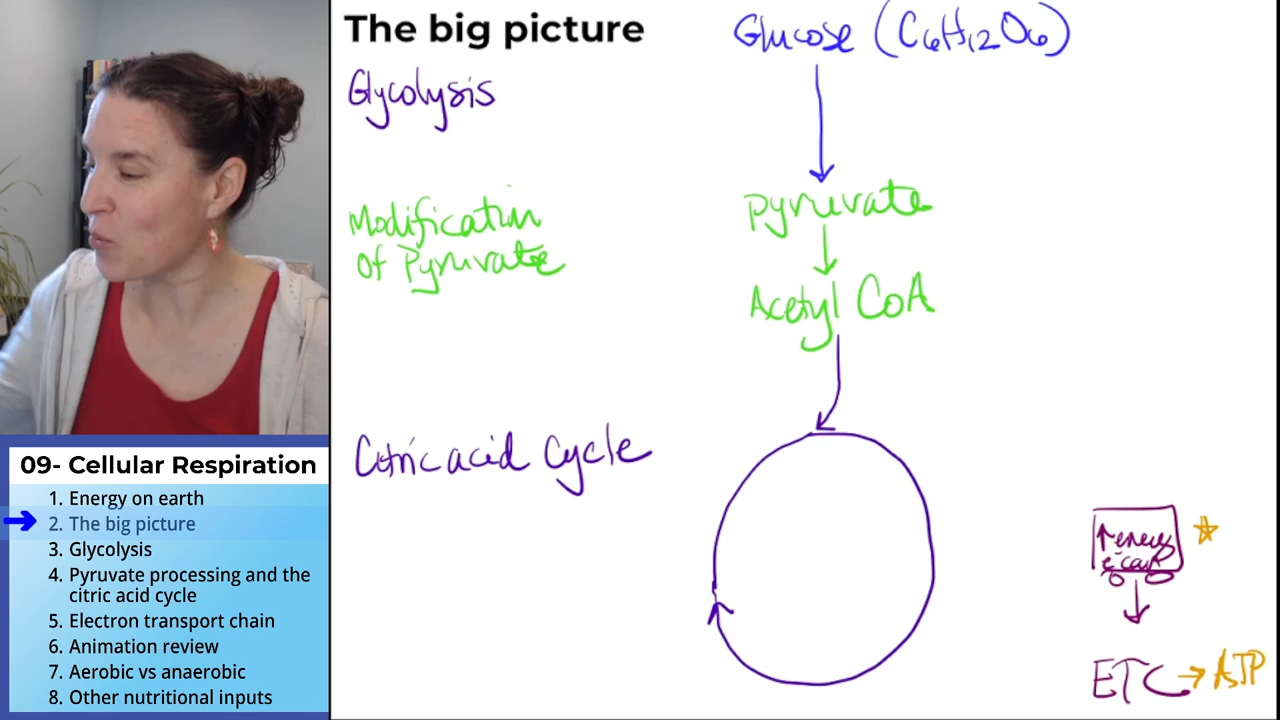 The big picture
Glucose (C6H12O6)
Glycolysis
Modification
Of Pyruvate
Pyruvate
Acetyl CoA
Citric acid Cycle
↑energy
e- cart
ETC → ATP
09- Cellular Respiration
1. Energy on earth
2. The big picture
3. Glycolysis
4. Pyruvate processing and the
citric acid cycle
5. Electron transport chain
6. Animation review
7. Aerobic vs anaerobic
8. Other nutritional inputs